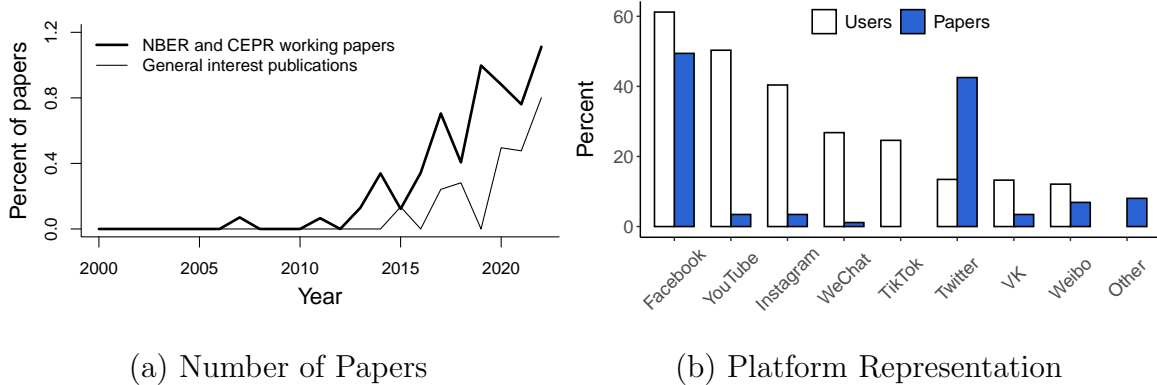 1.2
0.8
0.4
0.0
Percent of papers
NBER and CEPR working papers
General interest publications
2000 2005 2010 2015 2020
Year
(a) Number of Papers
Users Papers
60
40
20
0
Percent
Facebook YouTube Instagram WeChat TikTok Twitter VK Weibo Other
(b) Platform Representation